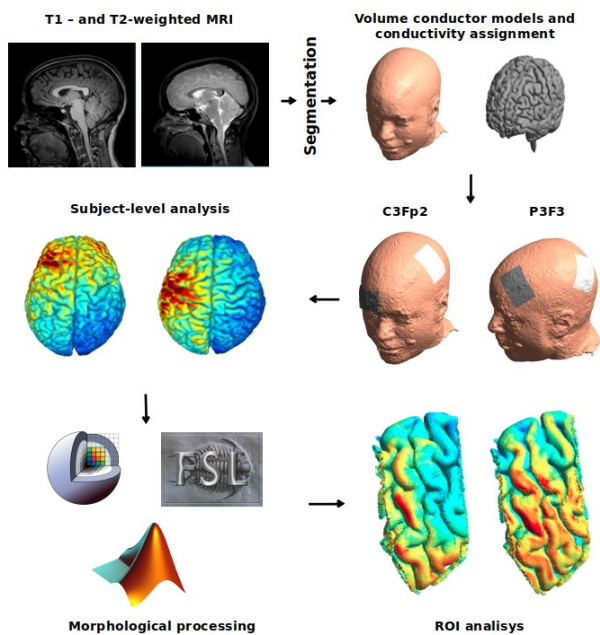 T1 – and T2-weighted MRI
Volume conductor models and
conductivity assignment
Segmentation
Subject-level analysis
C3Fp2
P3F3
FSL
Morphological processing
ROI analisys